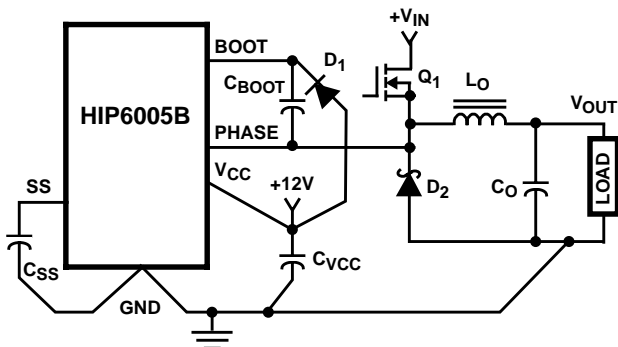 +VIN
BOOT
D1
CBOOT
Q1
LO
HIP6005B
VOUT
PHASE
VCC
+12V
SS
D2
CO
LOAD
CSS
CVCC
GND